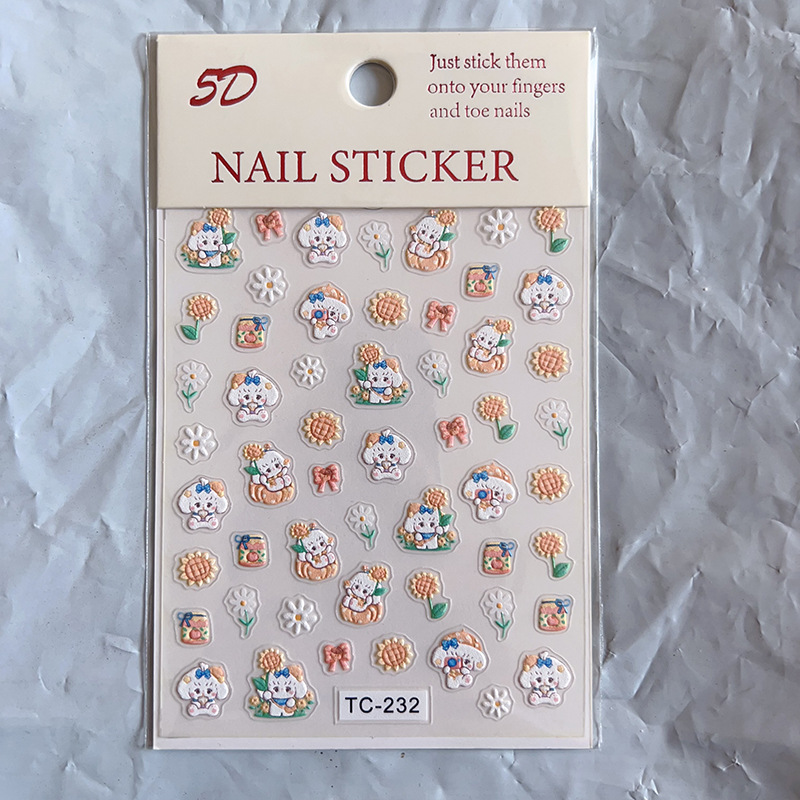 5D
Just stick them
onto your fingers
and toe nails
NAIL STICKER
TC-232